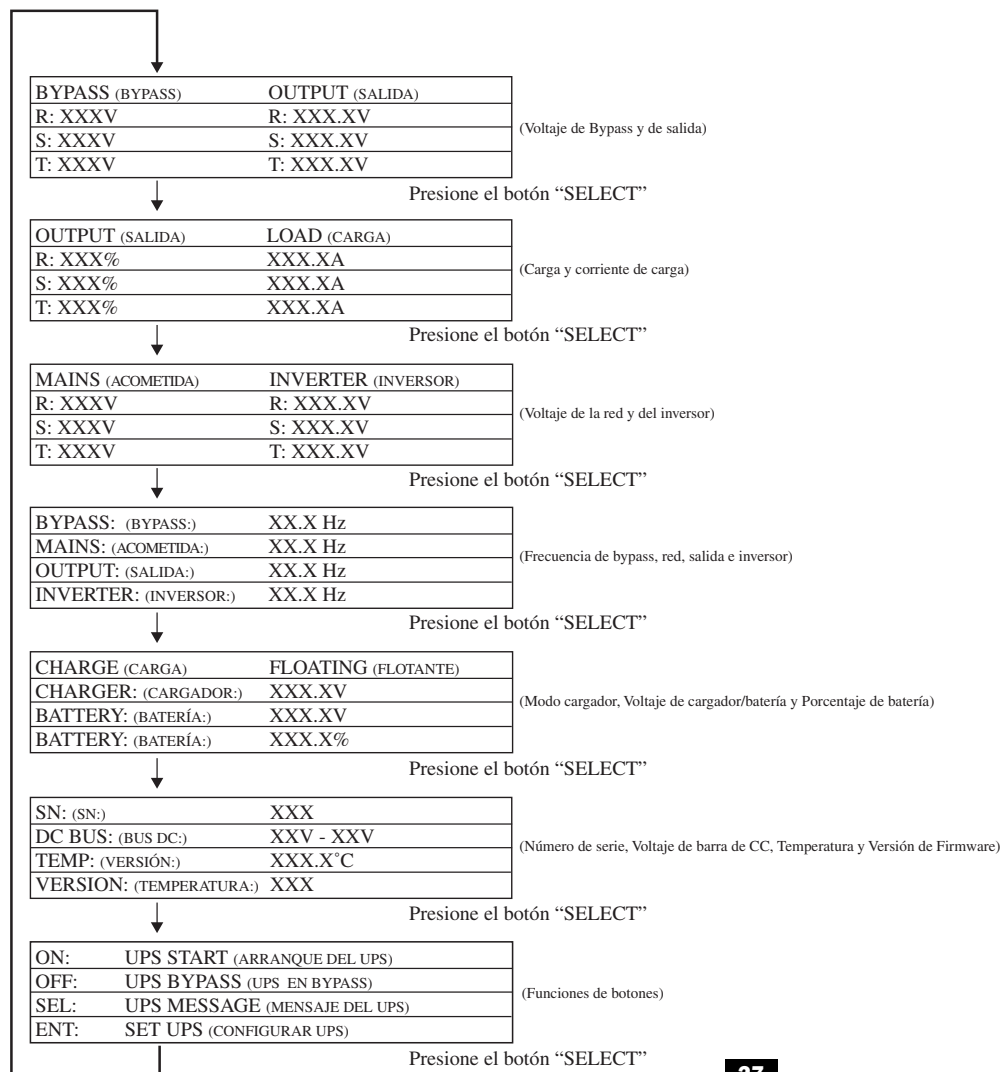 BYPASS (BYPASS) OUTPUT (SALIDA)
R: XXXV R: XXX.XV
S: XXXV S: XXX.XV
T: XXXV T: XXX.XV
(Voltaje de Bypass y de salida)
Presione el botón “SELECT”
OUTPUT (SALIDA) LOAD (CARGA)
R: XXX% XXX.XA
S: XXX% XXX.XA
T: XXX% XXX.XA
(Carga y corriente de carga)
Presione el botón “SELECT”
MAINS (ACOMETIDA) INVERTER (INVERSOR)
R: XXXV R: XXX.XV
S: XXXV S: XXX.XV
T: XXXV T: XXX.XV
(Voltaje de la red y del inversor)
Presione el botón “SELECT”
BYPASS: (BYPASS:) XX.X Hz
MAINS: (ACOMETIDA:) XX.X Hz
OUTPUT: (SALIDA:) XX.X Hz
INVERTER: (INVERSOR:) XX.X Hz
(Frecuencia de bypass, red, salida e inversor)
Presione el botón “SELECT”
CHARGE (CARGA) FLOATING (FLOTANTE)
CHARGER: (CARGADOR:) XXX.XV
BATTERY: (BATERÍA:) XXX.XV
BATTERY: (BATERÍA:) XXX.X%
(Modo cargador, Voltaje de cargador/batería y Porcentaje de batería)
Presione el botón “SELECT”
SN: (SN:) XXX
DC BUS: (BUS DC:) XXV - XXV
TEMP: (VERSIÓN:) XXX.X˚C
VERSION: (TEMPERATURA:) XXX
(Número de serie, Voltaje de barra de CC, Temperatura y Versión de Firmware)
Presione el botón “SELECT”
ON: UPS START (ARRANQUE DEL UPS)
OFF: UPS BYPASS (UPS EN BYPASS)
SEL: UPS MESSAGE (MENSAJE DEL UPS)
ENT: SET UPS (CONFIGURAR UPS)
(Funciones de botones)
Presione el botón “SELECT”